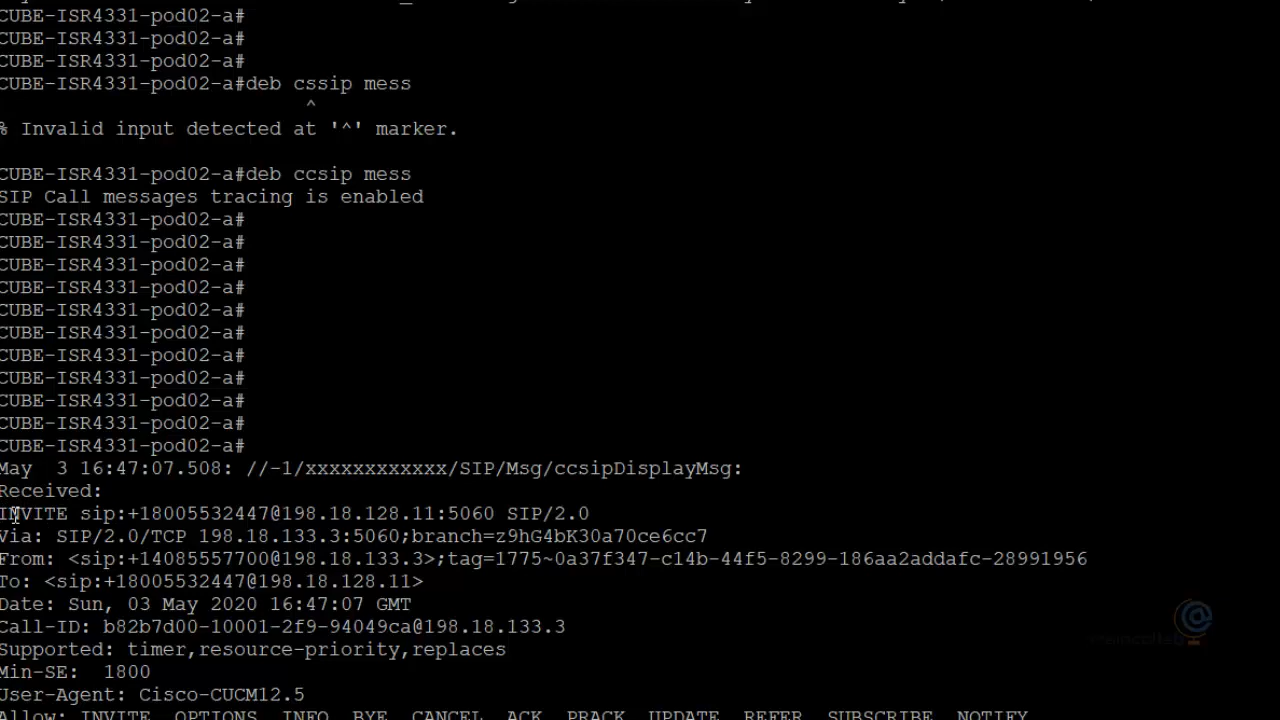 CUBE-ISR4331-pod02-a#
CUBE-ISR4331-pod02-a#
CUBE-ISR4331-pod02-a#
CUBE-ISR4331-pod02-a#deb cssip mess
^
% Invalid input detected at '^' marker.
CUBE-ISR4331-pod02-a#deb ccsip mess
SIP Call messages tracing is enabled
CUBE-ISR4331-pod02-a#
CUBE-ISR4331-pod02-a#
CUBE-ISR4331-pod02-a#
CUBE-ISR4331-pod02-a#
CUBE-ISR4331-pod02-a#
CUBE-ISR4331-pod02-a#
CUBE-ISR4331-pod02-a#
CUBE-ISR4331-pod02-a#
CUBE-ISR4331-pod02-a#
CUBE-ISR4331-pod02-a#
CUBE-ISR4331-pod02-a#
May  3 16:47:07.508: //-1/xxxxxxxxxxxx/SIP/Msg/ccsipDisplayMsg:
Received:
INVITE sip:+18005532447@198.18.128.11:5060 SIP/2.0
Via: SIP/2.0/TCP 198.18.133.3:5060;branch=z9hG4bK30a70ce6cc7
From: <sip:+14085557700@198.18.133.3>;tag=1775~0a37f347-c14b-44f5-8299-186aa2addafc-28991956
To: <sip:+18005532447@198.18.128.11>
Date: Sun, 03 May 2020 16:47:07 GMT
Call-ID: b82b7d00-10001-2f9-94049ca@198.18.133.3
Supported: timer,resource-priority,replaces
Min-SE:  1800
User-Agent: Cisco-CUCM12.5
Allow: INVITE, OPTIONS, INFO, BYE, CANCEL, ACK, PRACK, UPDATE, REFER, SUBSCRIBE, NOTIFY